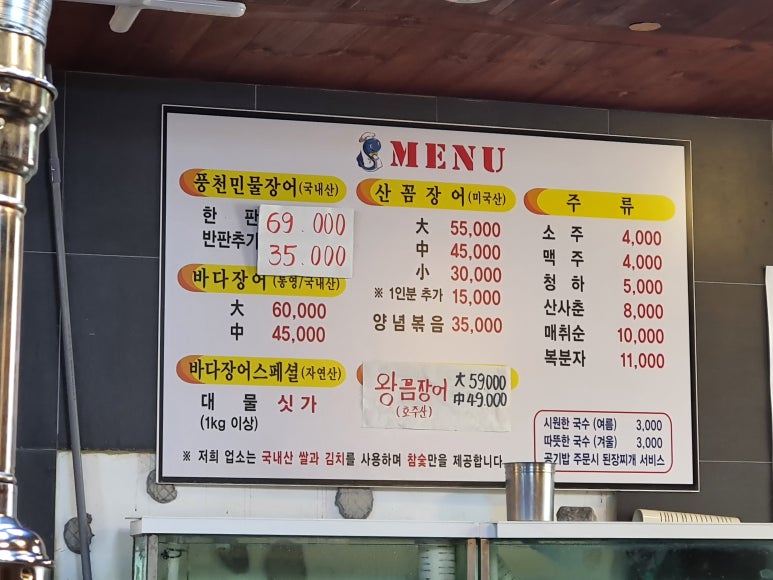 MENU
풍천민물장어(국내산)
한 판 69.000
반판추가 35.000
바다장어(통영/국내산)
大 60,000
中 45,000
바다장어스페셜(자연산)
대 물 싯가
(1kg 이상)
산 꼼 장 어(미국산)
大 55,000
中 45,000
小 30,000
※ 1인분 추가 15,000
양념볶음 35,000
왕끔장어 大 59.000
(호주산) 中 49.000
주 류
소 주 4,000
맥 주 4,000
청 하 5,000
산사춘 8,000
매취순 10,000
복분자 11,000
시원한 국수 (여름) 3,000
따뜻한 국수 (겨울) 3,000
공기밥 주문시 된장찌개 서비스
※ 저희 업소는 국내산 쌀과 김치를 사용하며 참숯만을 제공합니다